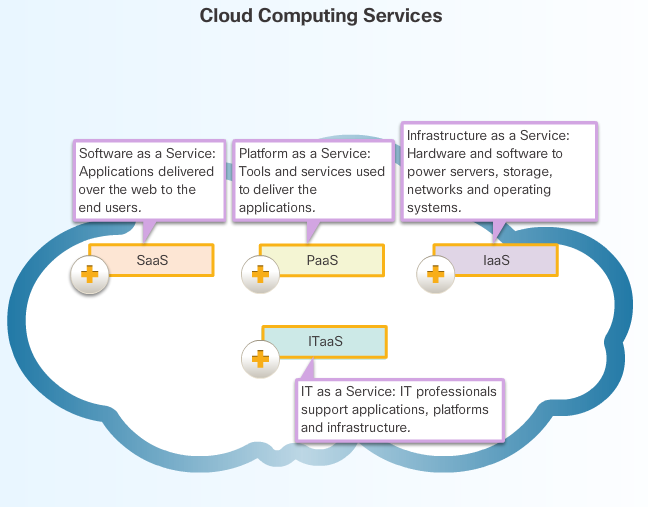 Cloud Computing Services
Software as a Service:
Applications delivered
over the web to the
end users.
Platform as a Service:
Tools and services used
to deliver the
applications.
Infrastructure as a Service:
Hardware and software to
power servers, storage,
networks and operating
systems.
SaaS
PaaS
IaaS
ITaaS
IT as a Service: IT professionals
support applications, platforms
and infrastructure.